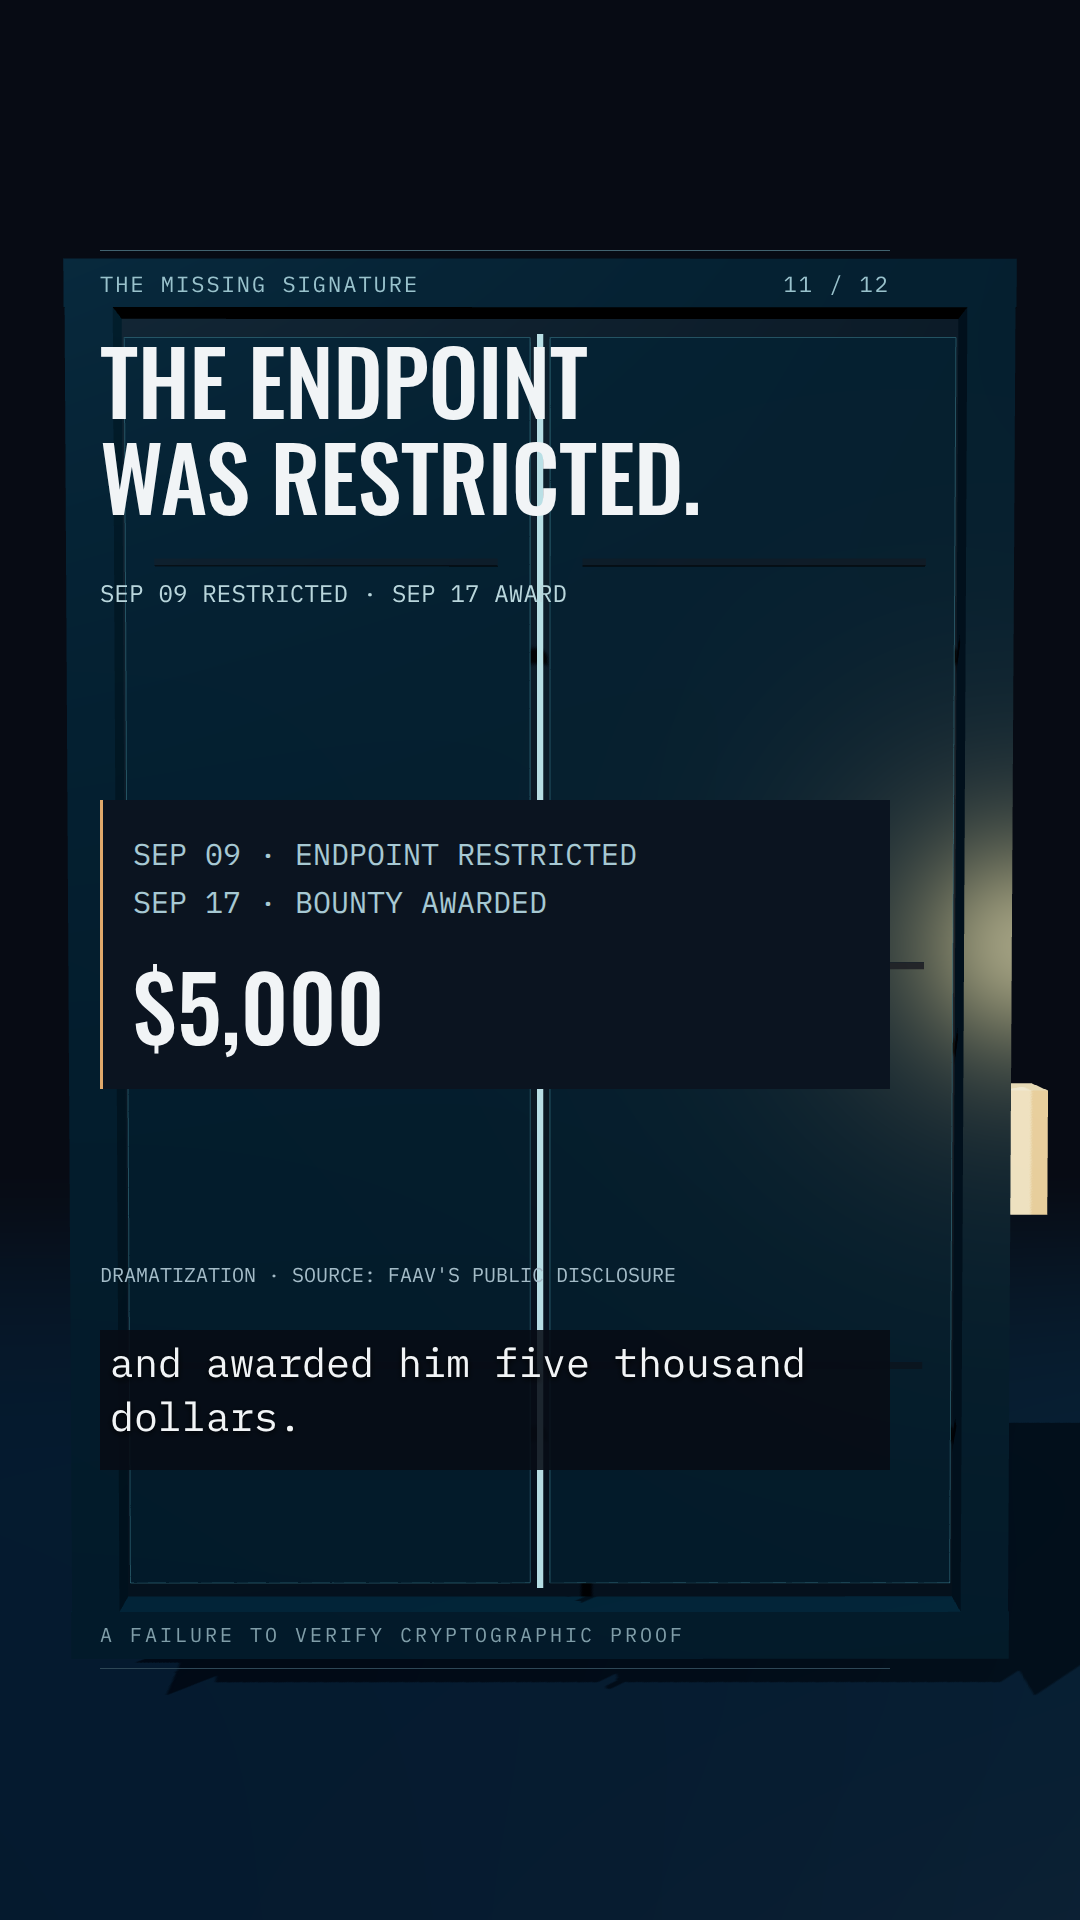 THE MISSING SIGNATURE 11 / 12
THE ENDPOINT
WAS RESTRICTED.
SEP 09 RESTRICTED · SEP 17 AWARD
SEP 09 · ENDPOINT RESTRICTED
SEP 17 · BOUNTY AWARDED
$5,000
DRAMATIZATION · SOURCE: FAAV'S PUBLIC DISCLOSURE
and awarded him five thousand
dollars.
A FAILURE TO VERIFY CRYPTOGRAPHIC PROOF